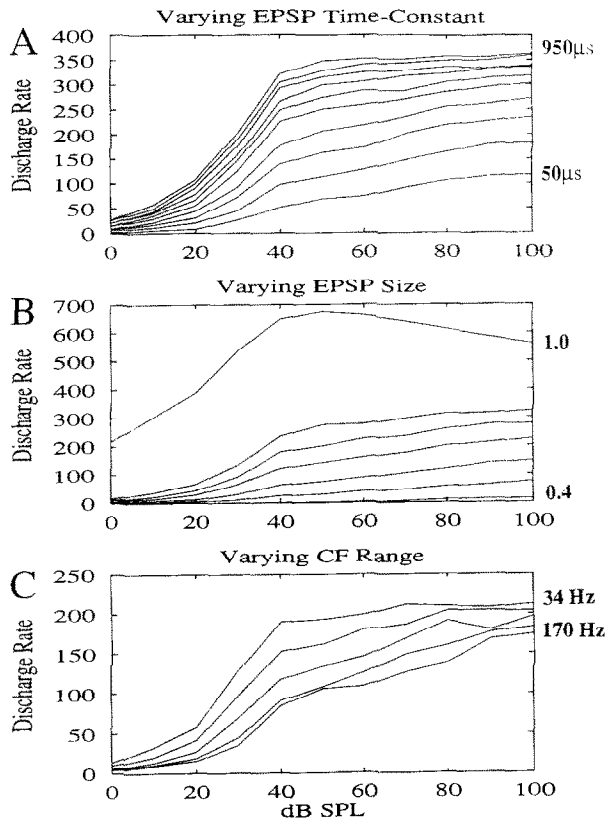 A
Varying EPSP Time-Constant
400
350
300
250
200
150
100
50
0
Discharge Rate
950µs
50µs
0 20 40 60 80 100
B
Varying EPSP Size
700
600
500
400
300
200
100
0
Discharge Rate
1.0
0.4
0 20 40 60 80 100
C
Varying CF Range
250
200
150
100
50
0
Discharge Rate
34 Hz
170 Hz
0 20 40 60 80 100
dB SPL